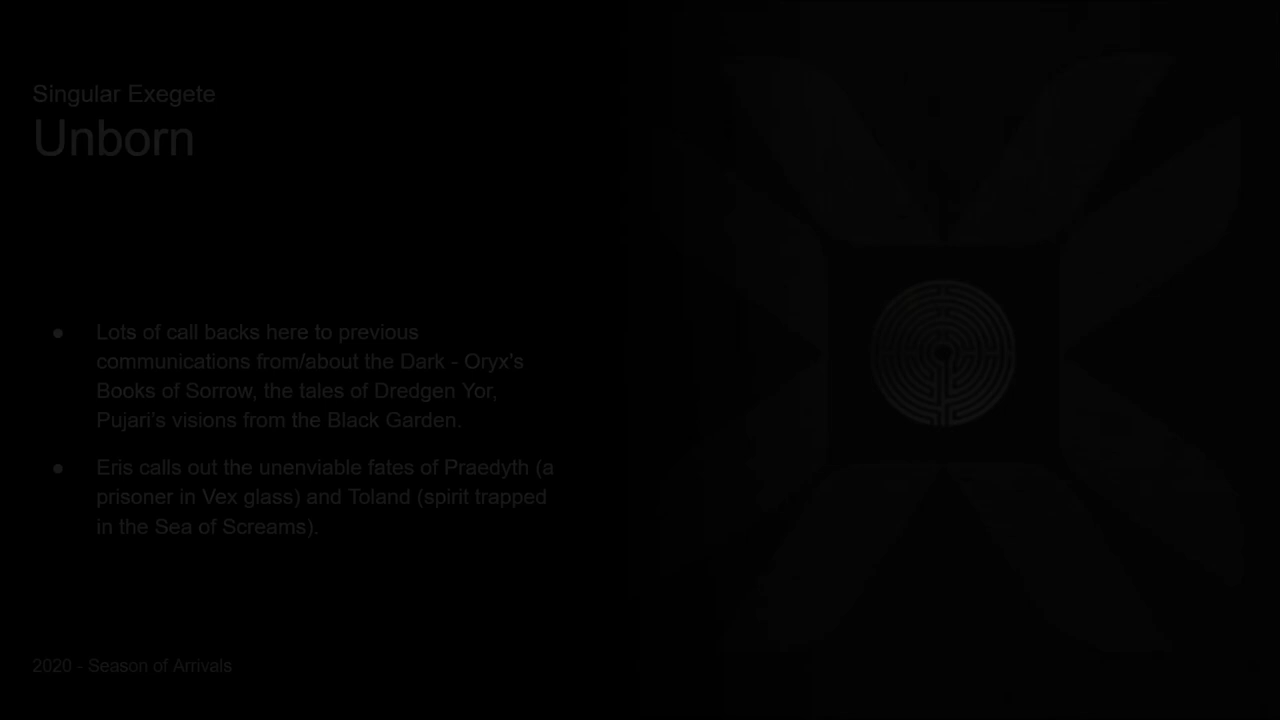 Singular Exegete
Unborn
● Lots of call backs here to previous
communications from/about the Dark - Oryx's
Books of Sorrow, the tales of Dredgen Yor,
Pujari's visions from the Black Garden.
● Eris calls out the unenviable fates of Praedyth (a
prisoner in Vex glass) and Toland (spirit trapped
in the Sea of Screams).
2020 - Season of Arrivals